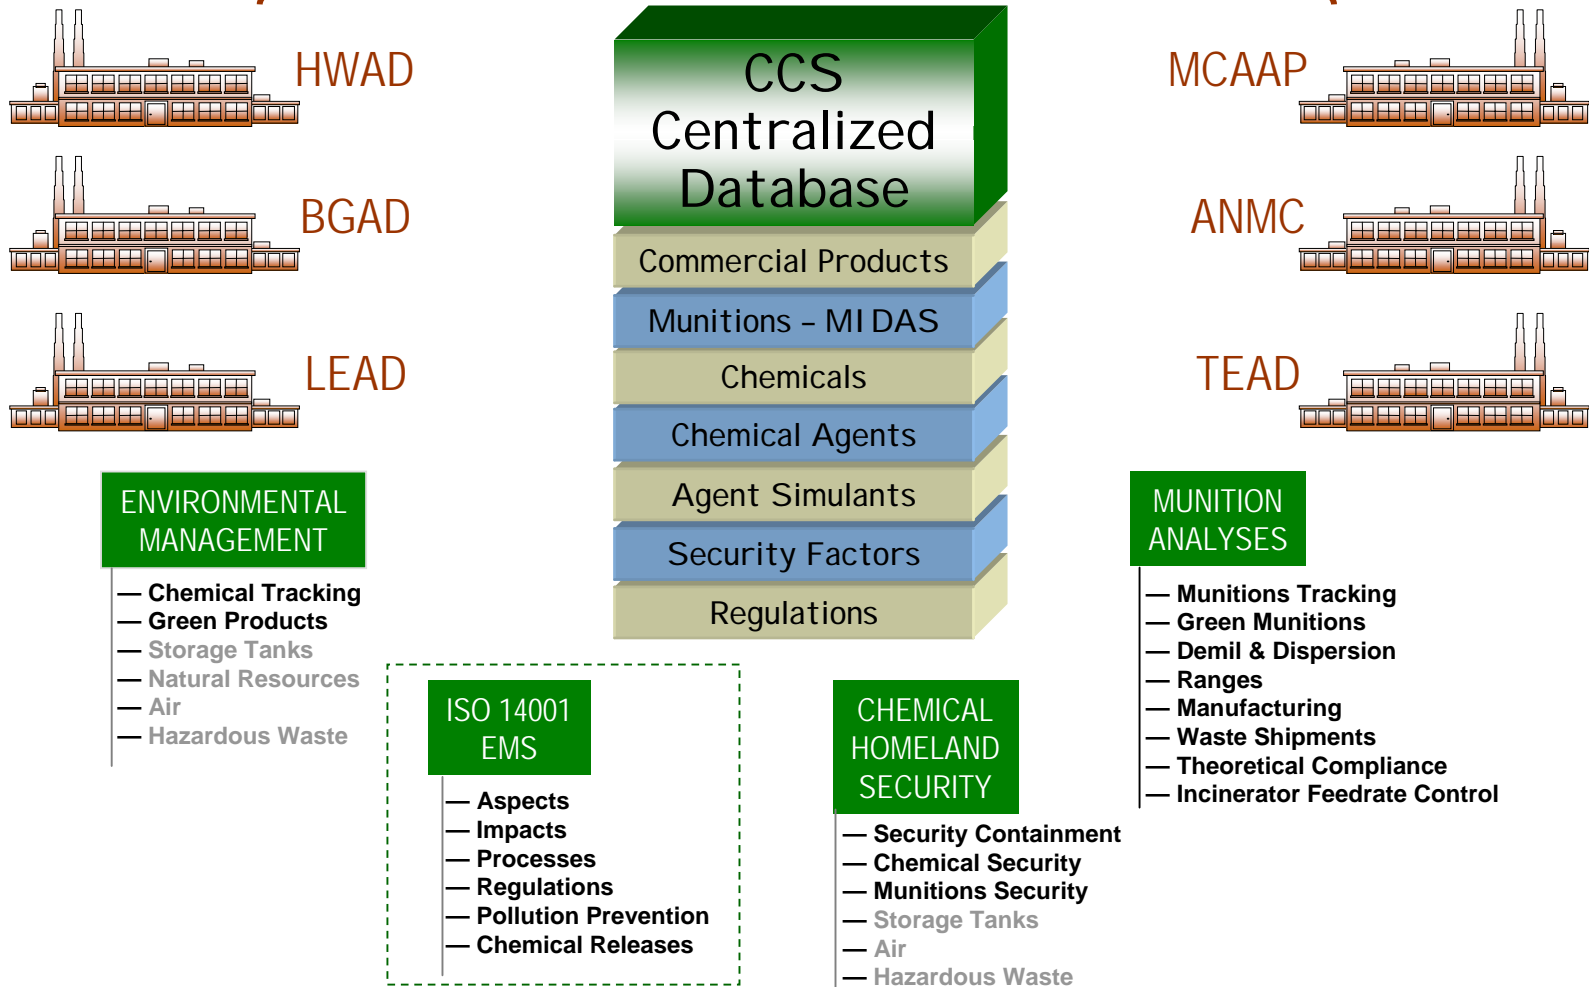 HWAD
BGAD
LEAD
CCS
Centralized
Database
Commercial Products
Munitions – MIDAS
Chemicals
Chemical Agents
Agent Simulants
Security Factors
Regulations
MCAAP
ANMC
TEAD
ENVIRONMENTAL
MANAGEMENT
— Chemical Tracking
— Green Products
— Storage Tanks
— Natural Resources
— Air
— Hazardous Waste
ISO 14001
EMS
— Aspects
— Impacts
— Processes
— Regulations
— Pollution Prevention
— Chemical Releases
CHEMICAL
HOMELAND
SECURITY
— Security Containment
— Chemical Security
— Munitions Security
— Storage Tanks
— Air
— Hazardous Waste
MUNITION
ANALYSES
— Munitions Tracking
— Green Munitions
— Demil & Dispersion
— Ranges
— Manufacturing
— Waste Shipments
— Theoretical Compliance
— Incinerator Feedrate Control